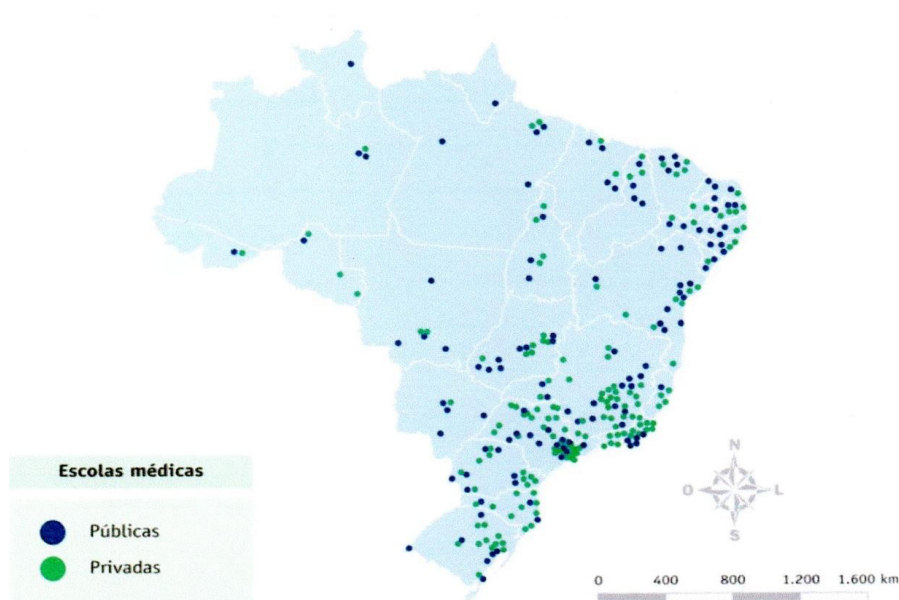 Escolas médicas
Públicas
Privadas
N
O
L
S
0 400 800 1.200 1.600 km